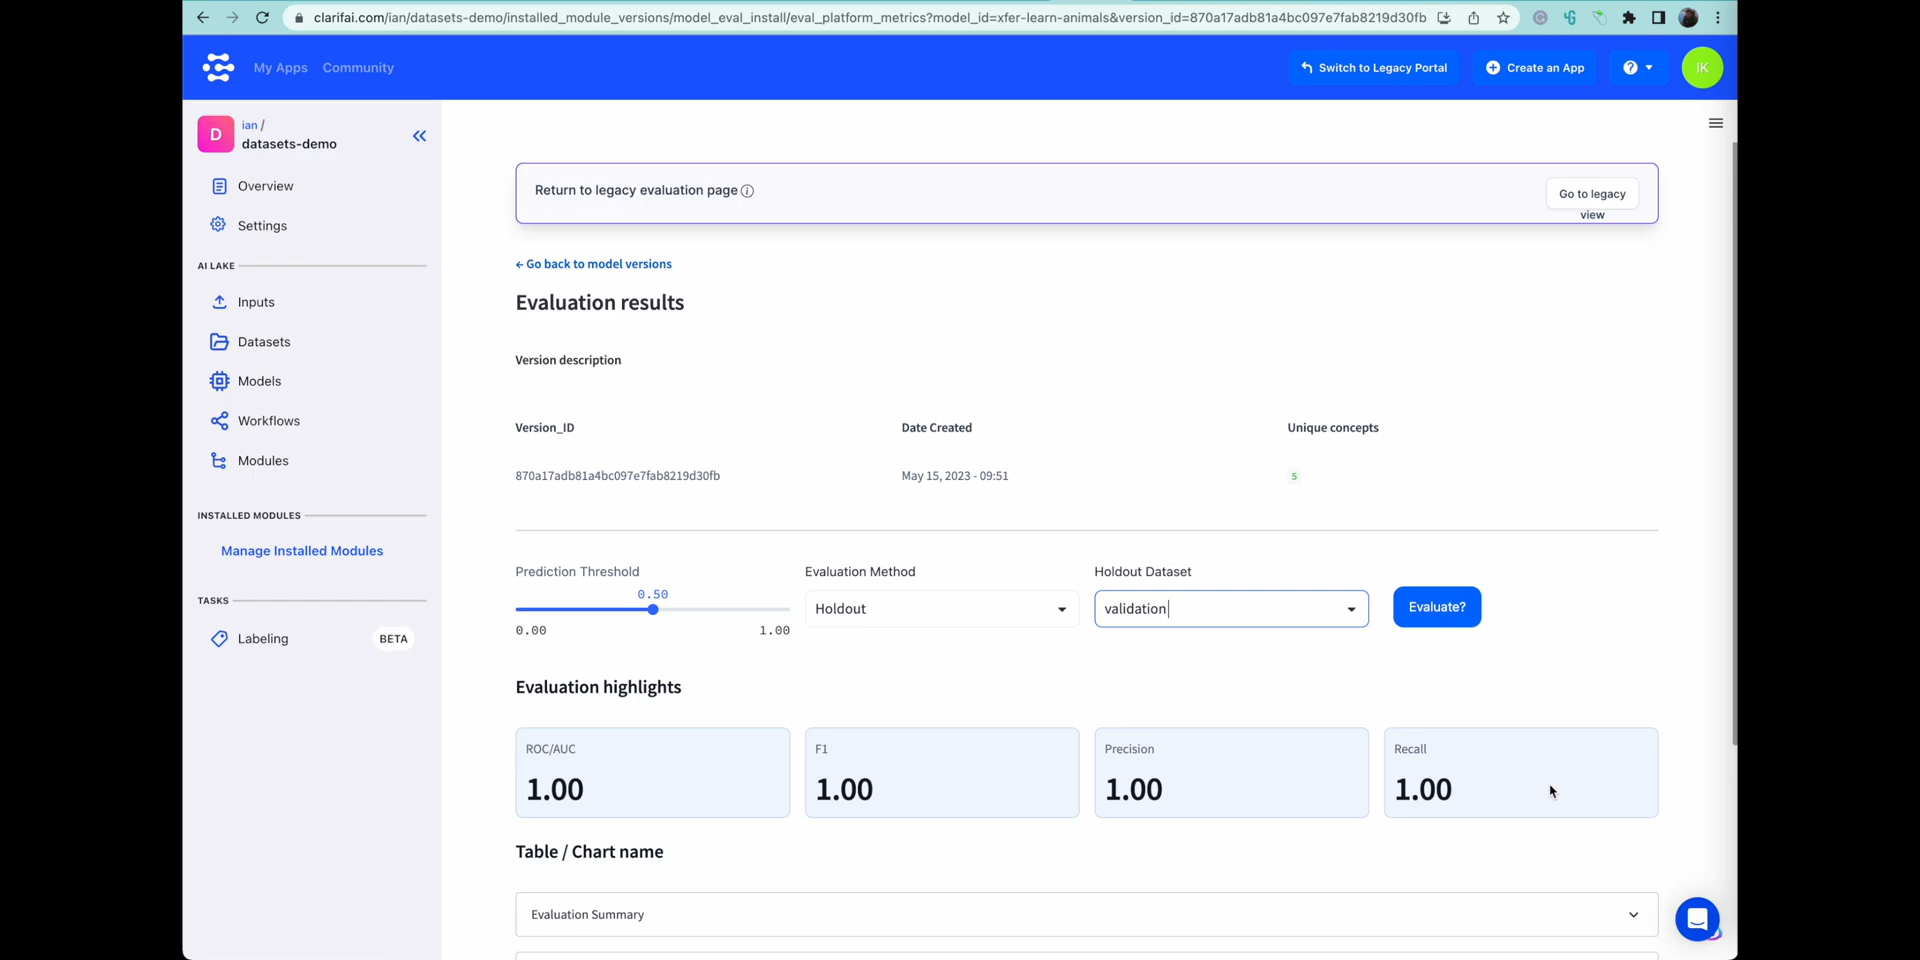 clarifai.com/ian/datasets-demo/installed_module_versions/model_eval_install/eval_platform_metrics?model_id=xfer-learn-animals&version_id=870a17adb81a4bc097e7fab8219d30fb
My Apps Community
Switch to Legacy Portal
Create an App
IK
D
ian /
datasets-demo
Overview
Settings
AI LAKE
Inputs
Datasets
Models
Workflows
Modules
INSTALLED MODULES
Manage Installed Modules
TASKS
Labeling BETA
Return to legacy evaluation page
Go to legacy
view
← Go back to model versions
Evaluation results
Version description
Version_ID Date Created Unique concepts
870a17adb81a4bc097e7fab8219d30fb May 15, 2023 - 09:51 5
Prediction Threshold Evaluation Method Holdout Dataset
0.50
Holdout validation Evaluate?
0.00 1.00
Evaluation highlights
ROC/AUC F1 Precision Recall
1.00 1.00 1.00 1.00
Table / Chart name
Evaluation Summary